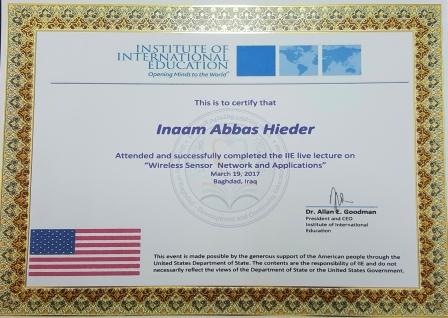 INSTITUTE OF
INTERNATIONAL
EDUCATION
Opening Minds to the World
This is to certify that
Inaam Abbas Hieder
Attended and successfully completed the IIE live lecture on
"Wireless Sensor Network and Applications"
March 19, 2017
Baghdad, Iraq
Dr. Allan E. Goodman
President and CEO
Institute of International
Education
This event is made possible by the generous support of the American people through the
United States Department of State. The contents are the responsibility of IIE and do not
necessarily reflect the views of the Department of State or the United States Government.